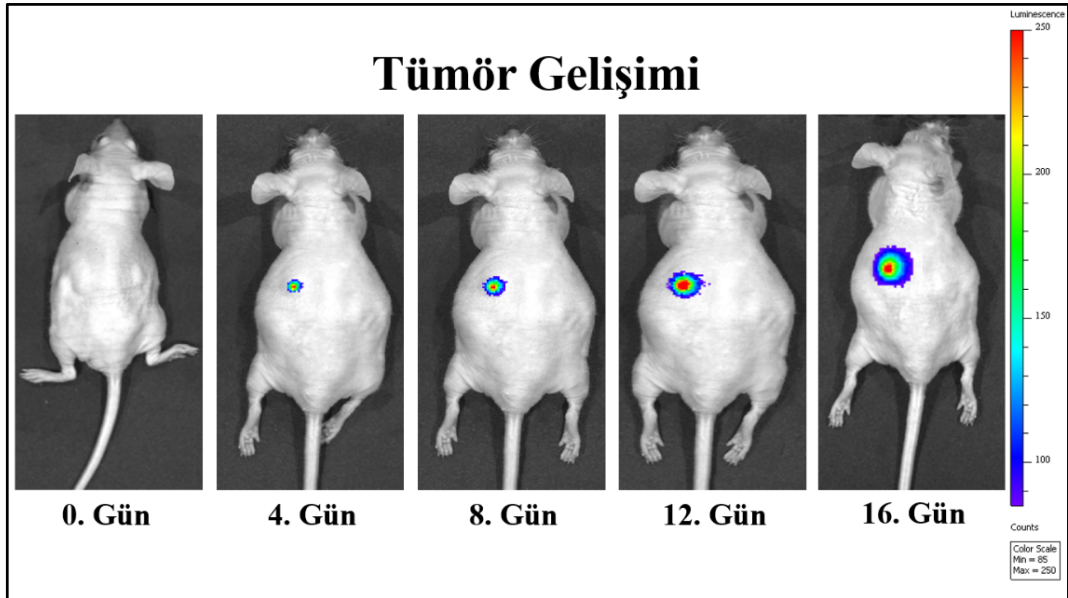 Tümör Gelişimi
0. Gün
4. Gün
8. Gün
12. Gün
16. Gün
Luminescence
250
200
150
100
Counts
Color Scale
Min = 85
Max = 250